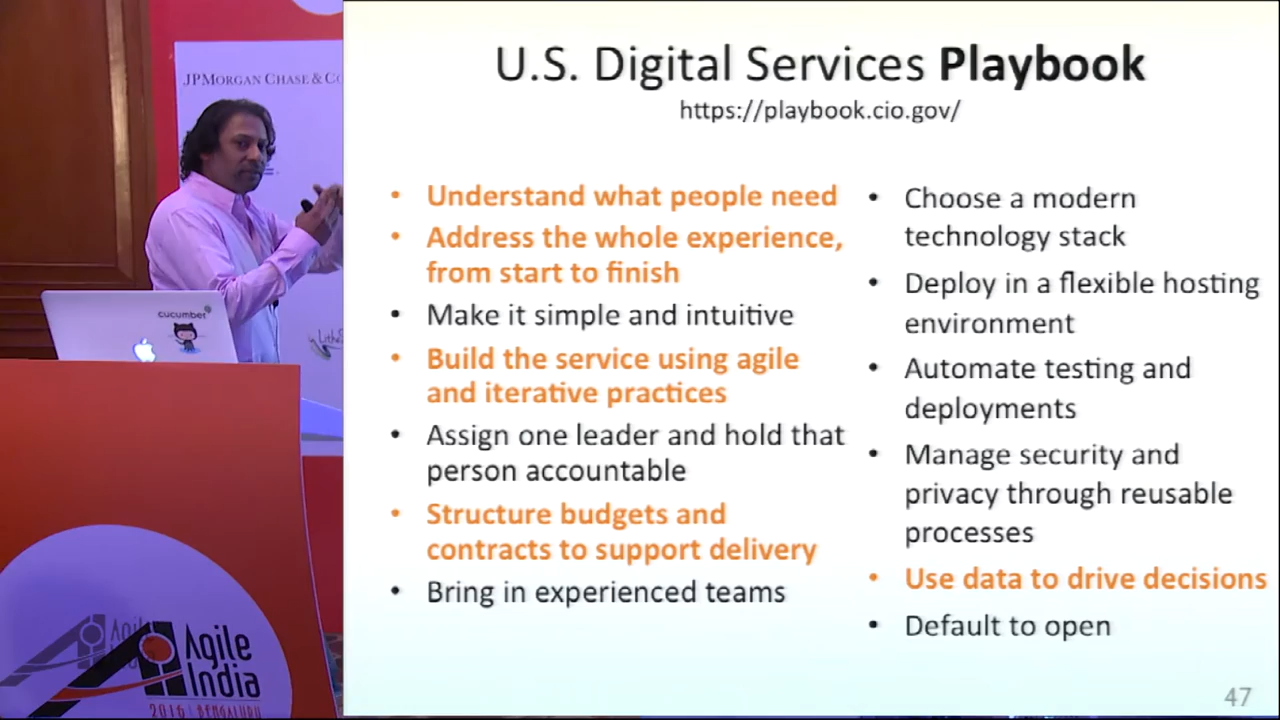 JPMORGAN CHASE & CO
cucumber
Agile
India
2016 BENGALURU
U.S. Digital Services Playbook
https://playbook.cio.gov/
• Understand what people need
• Address the whole experience,
from start to finish
• Make it simple and intuitive
• Build the service using agile
and iterative practices
• Assign one leader and hold that
person accountable
• Structure budgets and
contracts to support delivery
• Bring in experienced teams
• Choose a modern
technology stack
• Deploy in a flexible hosting
environment
• Automate testing and
deployments
• Manage security and
privacy through reusable
processes
• Use data to drive decisions
• Default to open
47